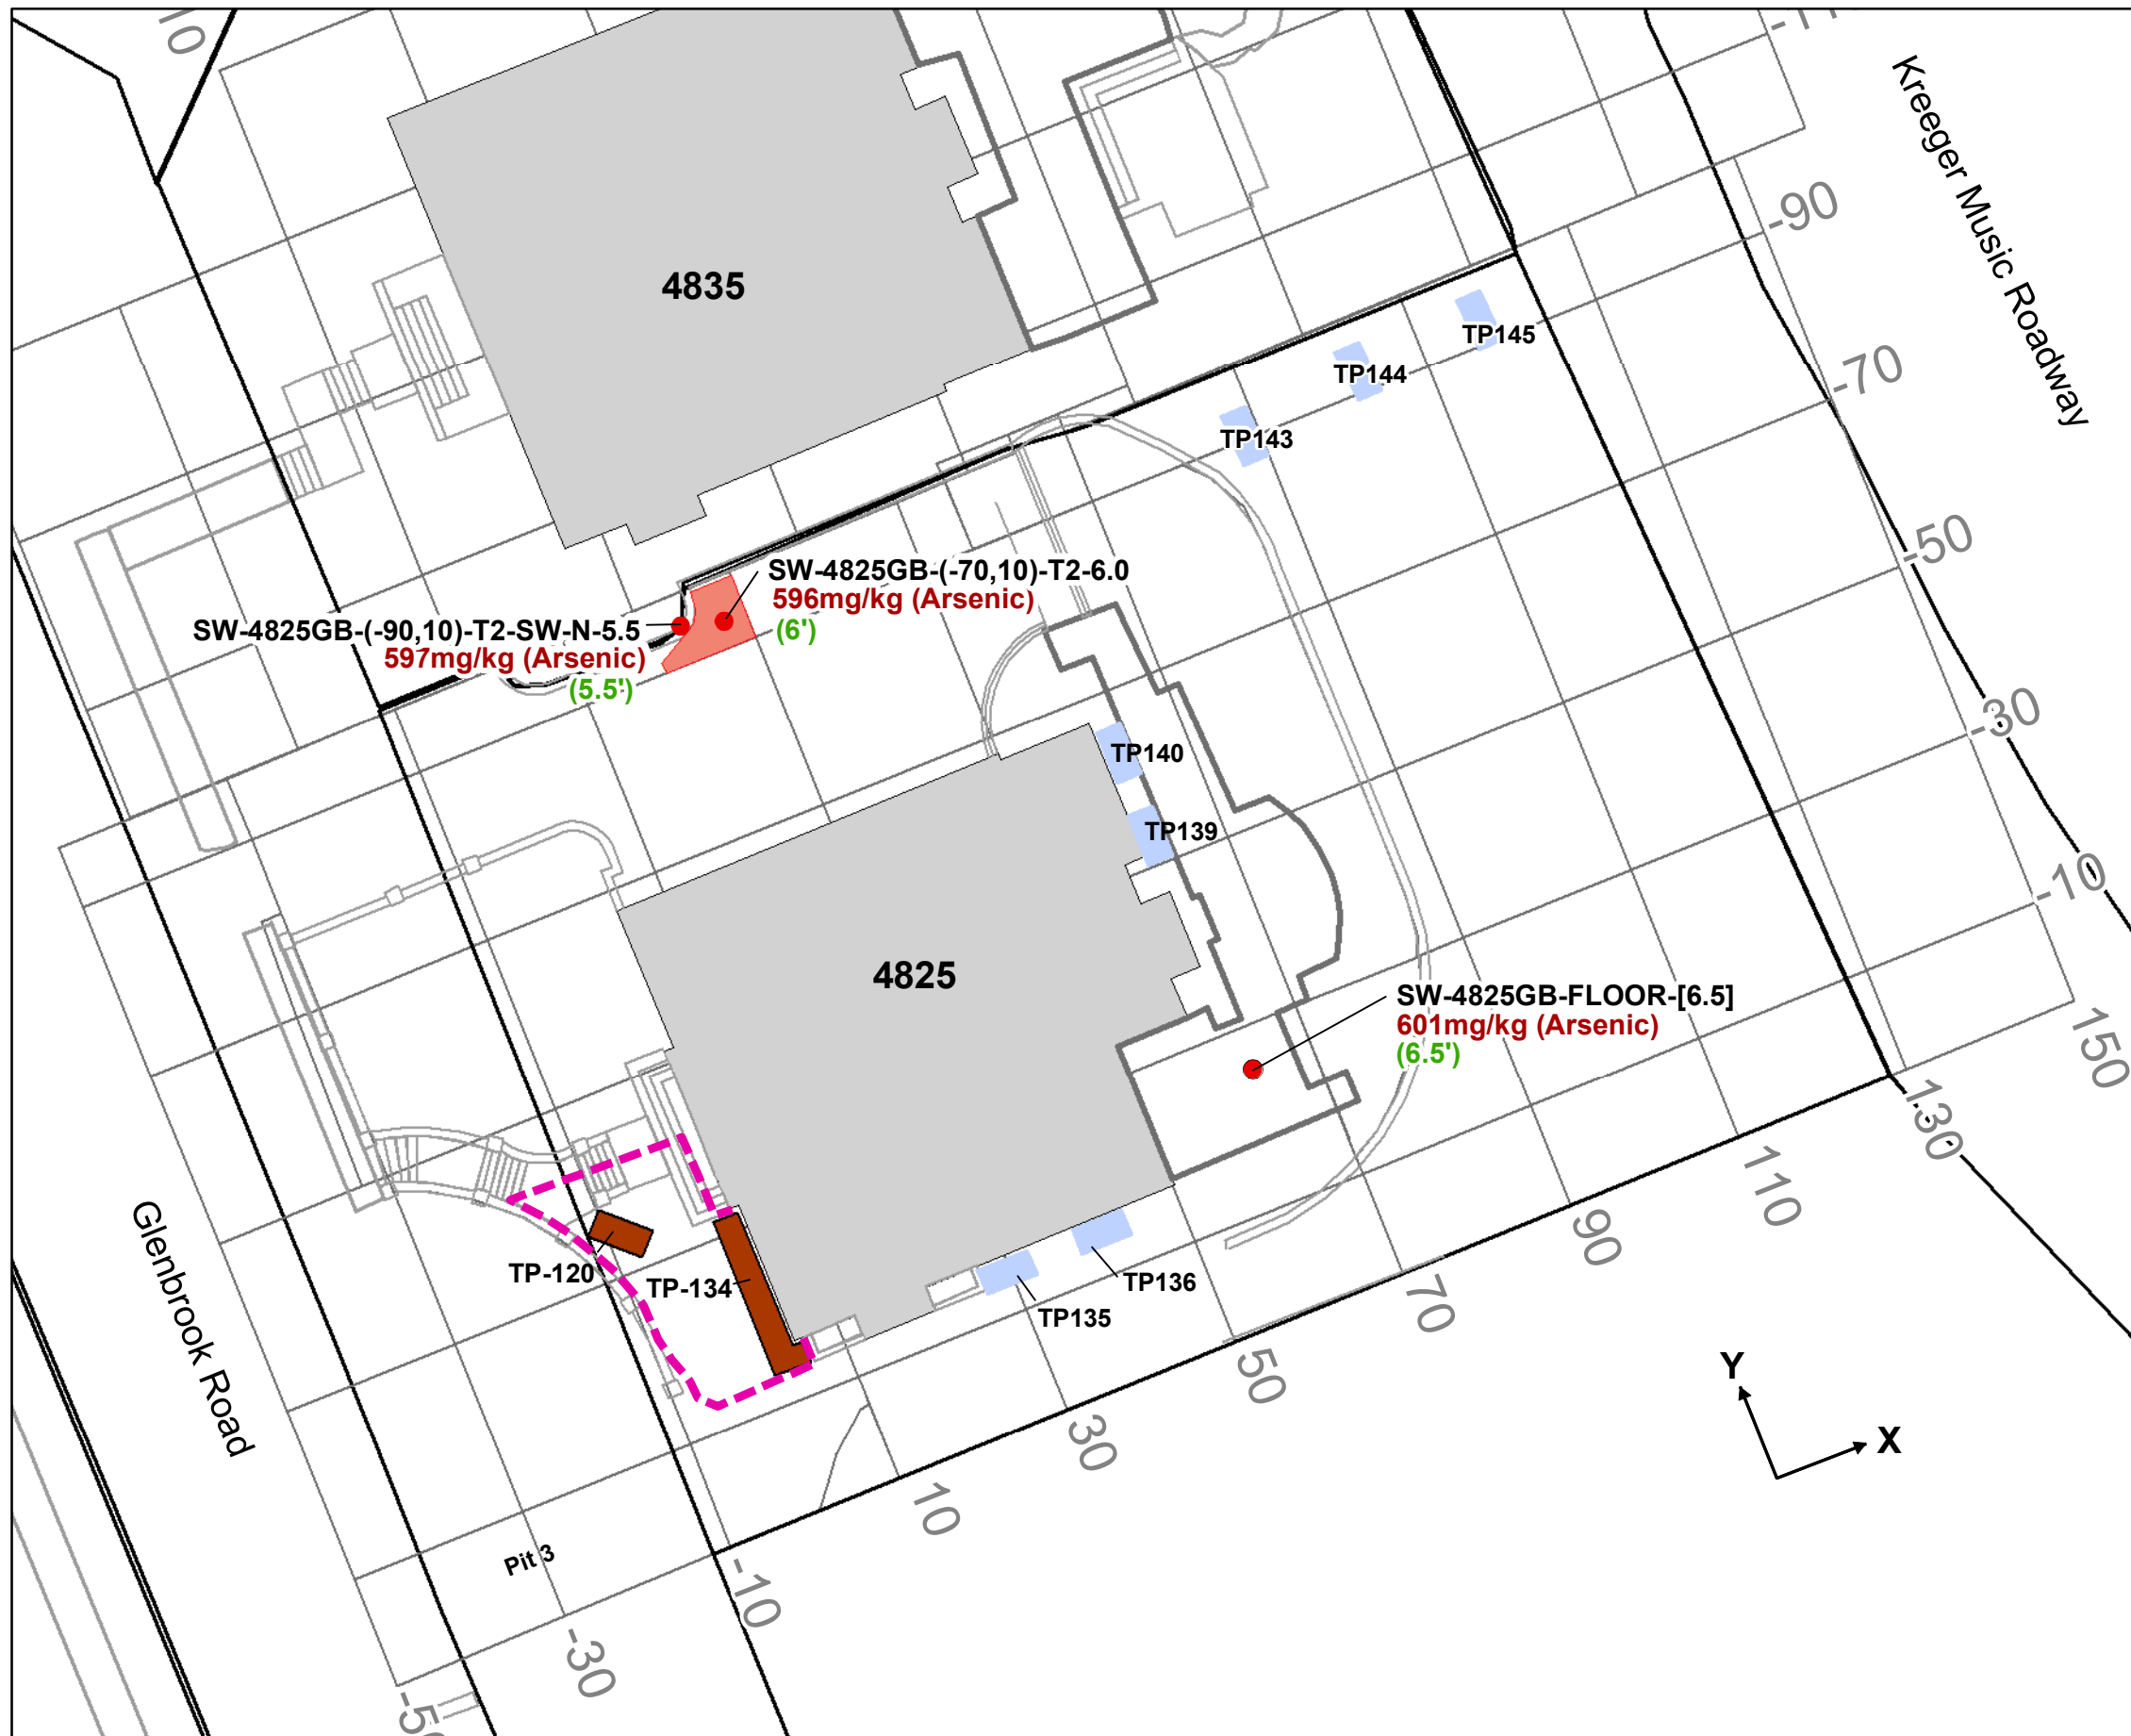 10
-90
Kreeger Music Roadway
4835
TP145
TP144
-70
TP143
-50
SW-4825GB-(-70,10)-T2-6.0
596mg/kg (Arsenic)
(6')
SW-4825GB-(-90,10)-T2-SW-N-5.5
597mg/kg (Arsenic)
(5.5')
-30
TP140
TP139
-10
4825
SW-4825GB-FLOOR-[6.5]
601mg/kg (Arsenic)
(6.5')
150
130
110
90
70
50
30
10
-10
-30
-50
Glenbrook Road
TP-120
TP-134
TP136
TP135
Y
X
Pit 3